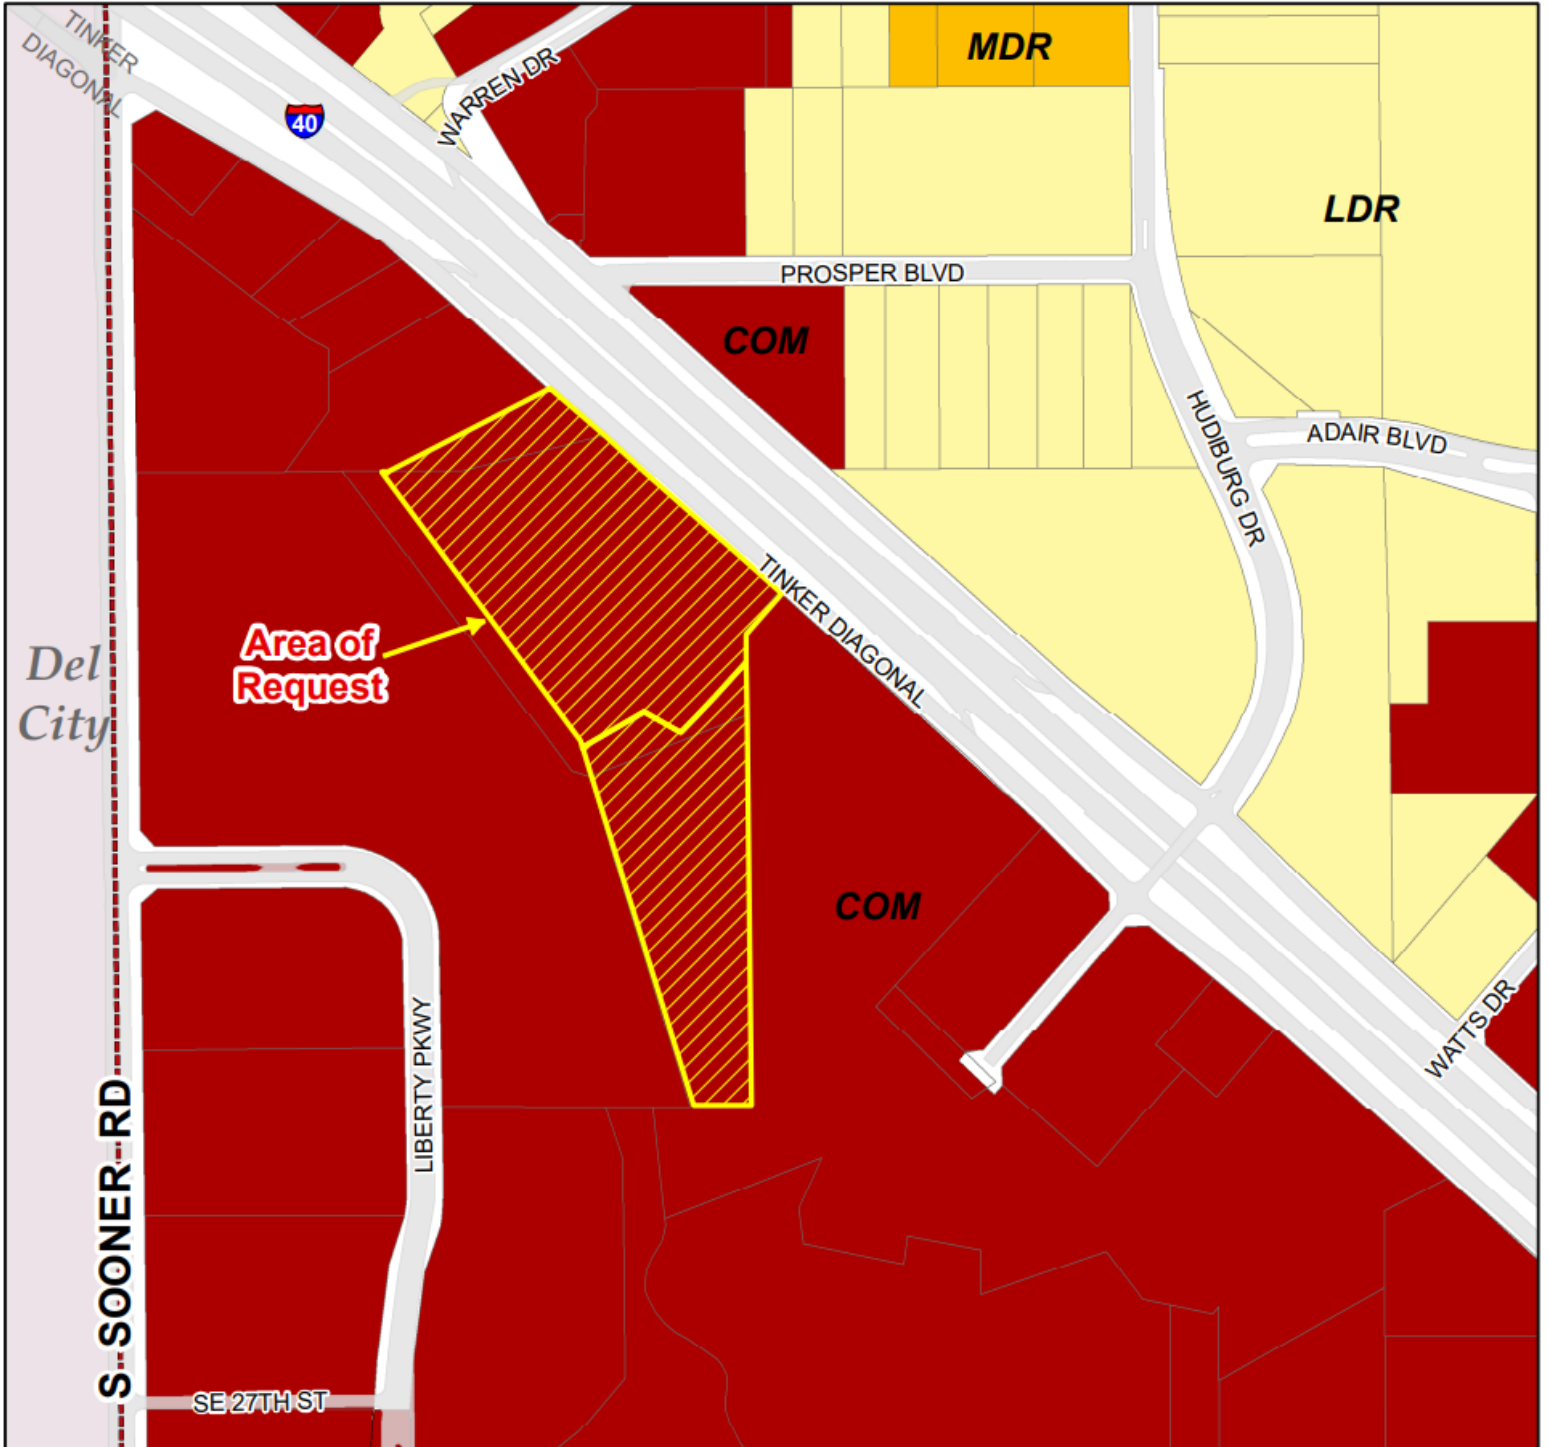 TINKER
DIAGONAL
40
WARREN DR
MDR
LDR
PROSPER BLVD
COM
HUDIBURG DR
ADAIR BLVD
TINKER DIAGONAL
Area of
Request
Del
City
COM
WATTS DR
LIBERTY PKWY
S SOONER RD
SE 27TH ST